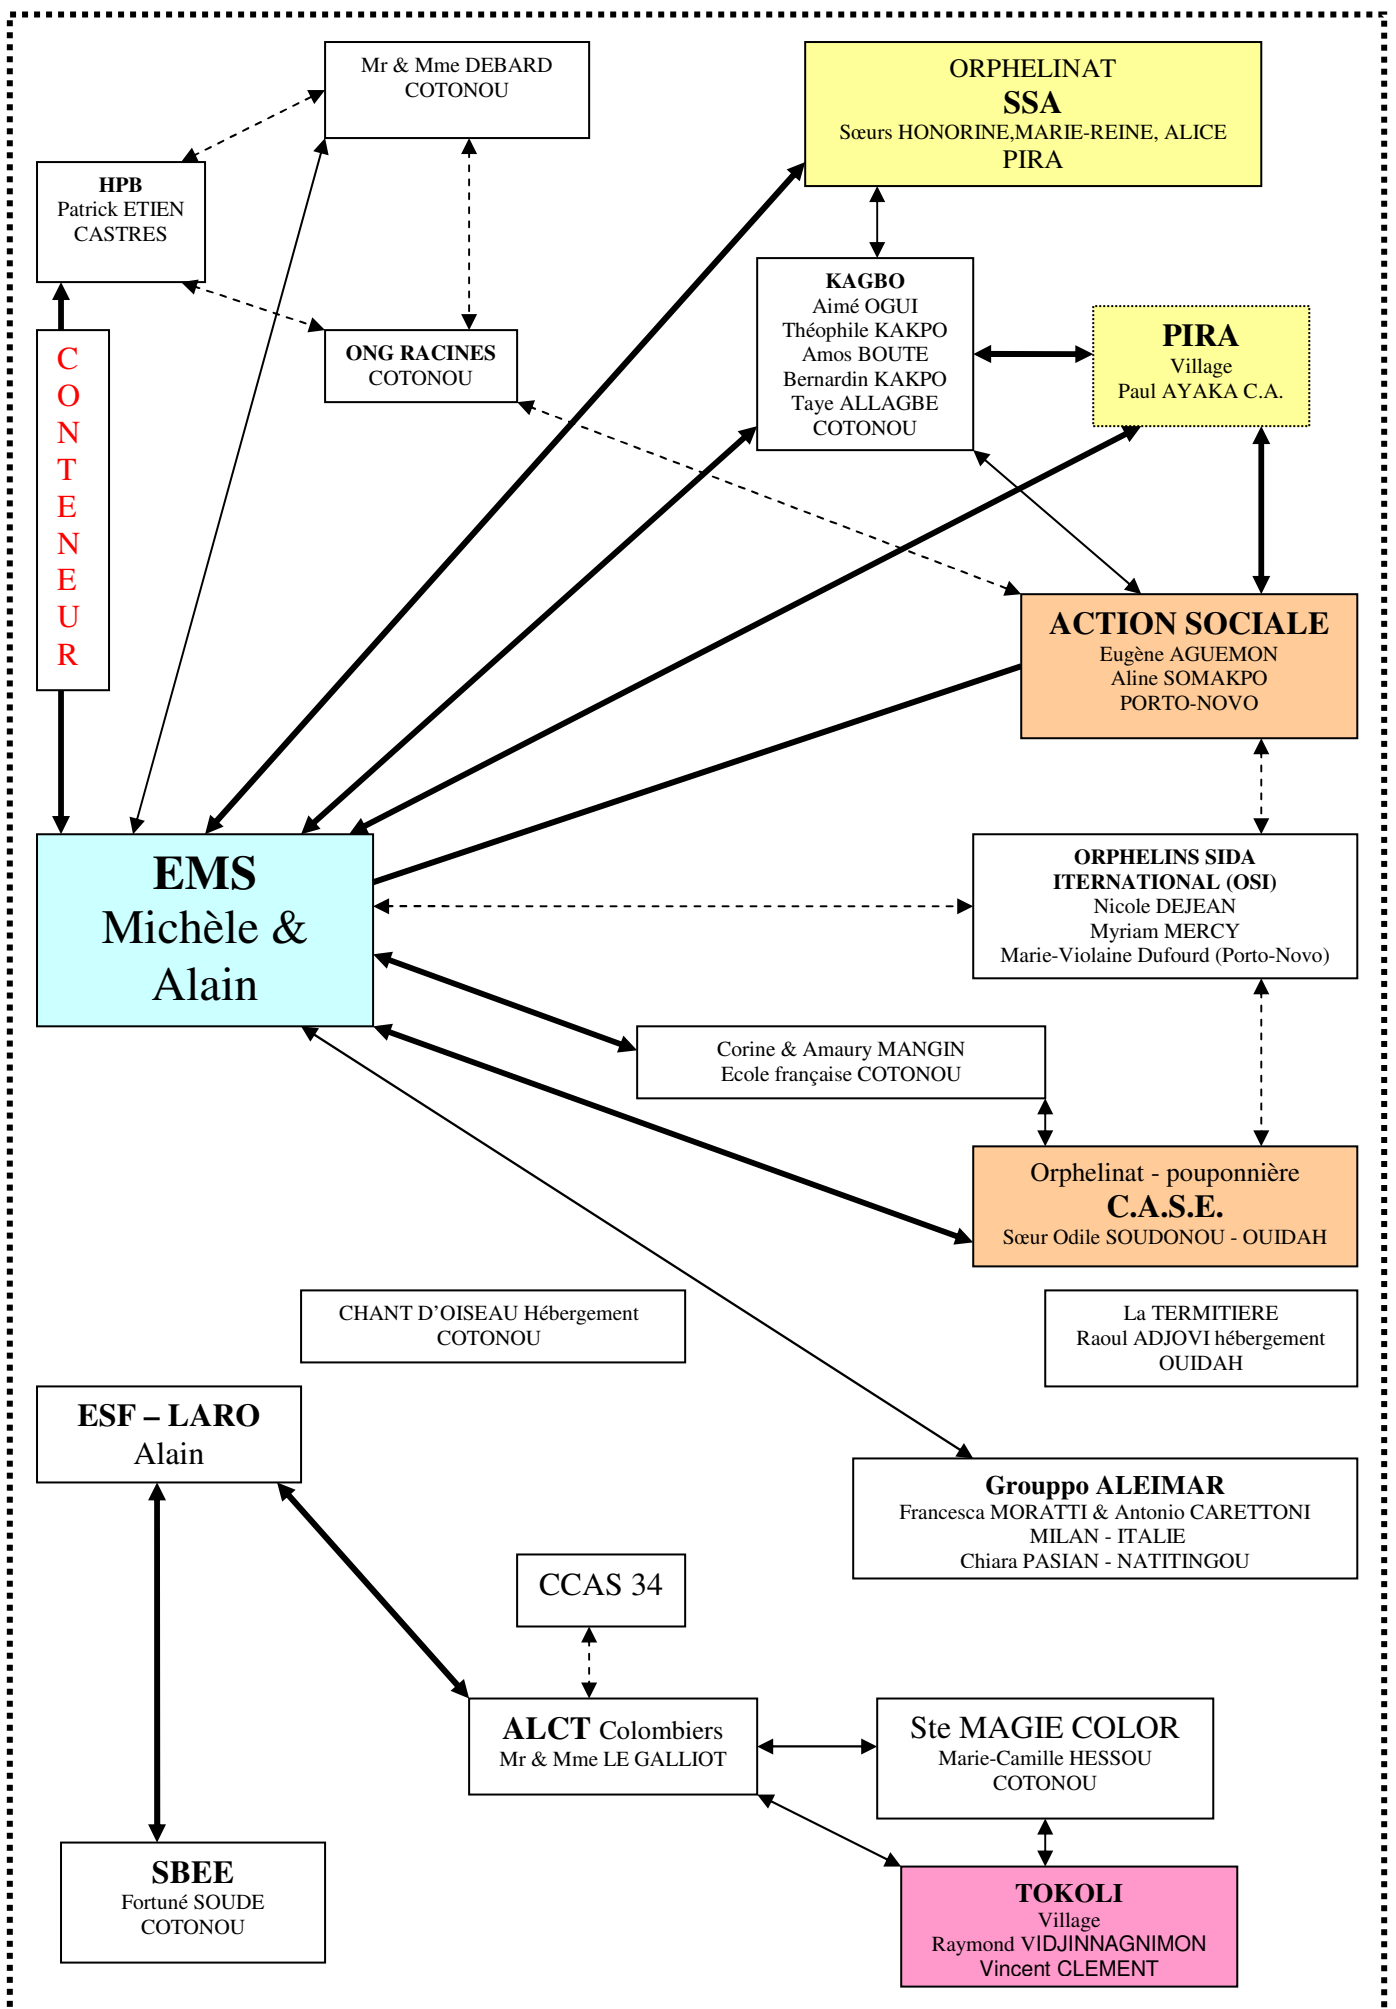 Mr & Mme DEBARD
COTONOU
ORPHELINAT
SSA
Sœurs HONORINE,MARIE-REINE, ALICE
PIRA
HPB
Patrick ETIEN
CASTRES
KAGBO
Aimé OGUI
Théophile KAKPO
Amos BOUTE
Bernardin KAKPO
Taye ALLAGBE
COTONOU
PIRA
Village
Paul AYAKA C.A.
ONG RACINES
COTONOU
C
O
N
T
E
N
E
U
R
ACTION SOCIALE
Eugène AGUEMON
Aline SOMAKPO
PORTO-NOVO
EMS
Michèle &
Alain
ORPHELINS SIDA
ITERNATIONAL (OSI)
Nicole DEJEAN
Myriam MERCY
Marie-Violaine Dufourd (Porto-Novo)
Corine & Amaury MANGIN
Ecole française COTONOU
Orphelinat - pouponnière
C.A.S.E.
Sœur Odile SOUDONOU - OUIDAH
CHANT D’OISEAU Hébergement
COTONOU
La TERMITIERE
Raoul ADJOVI hébergement
OUIDAH
ESF – LARO
Alain
Grouppo ALEIMAR
Francesca MORATTI & Antonio CARETTONI
MILAN - ITALIE
Chiara PASIAN - NATITINGOU
CCAS 34
ALCT Colombiers
Mr & Mme LE GALLIOT
Ste MAGIE COLOR
Marie-Camille HESSOU
COTONOU
SBEE
Fortuné SOUDE
COTONOU
TOKOLI
Village
Raymond VIDJINNAGNIMON
Vincent CLEMENT